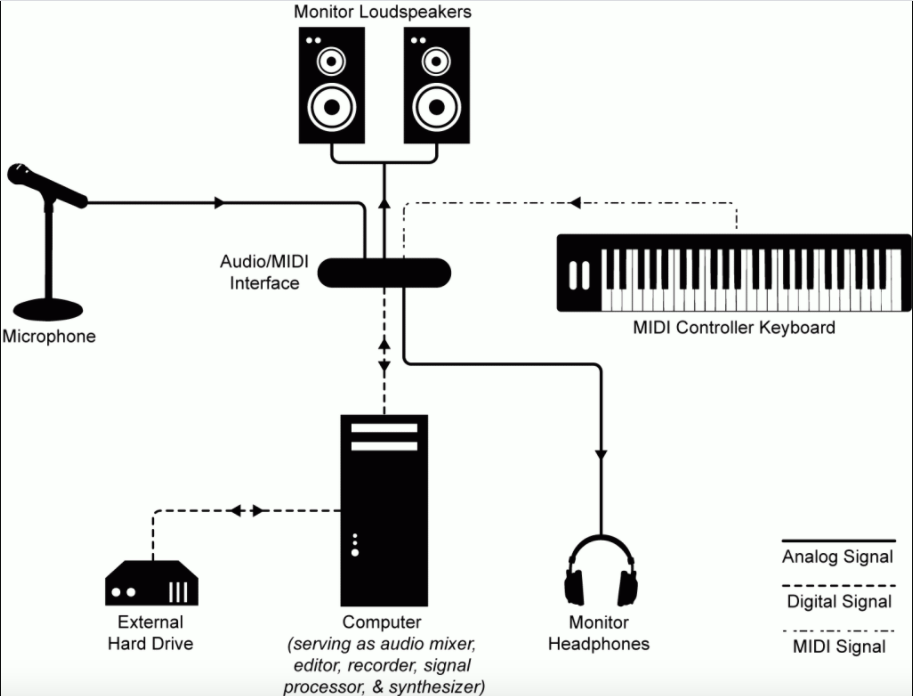 Monitor Loudspeakers
Audio/MIDI
Interface
Microphone
MIDI Controller Keyboard
External
Hard Drive
Computer
(serving as audio mixer,
editor, recorder, signal
processor, & synthesizer)
Monitor
Headphones
Analog Signal
Digital Signal
MIDI Signal